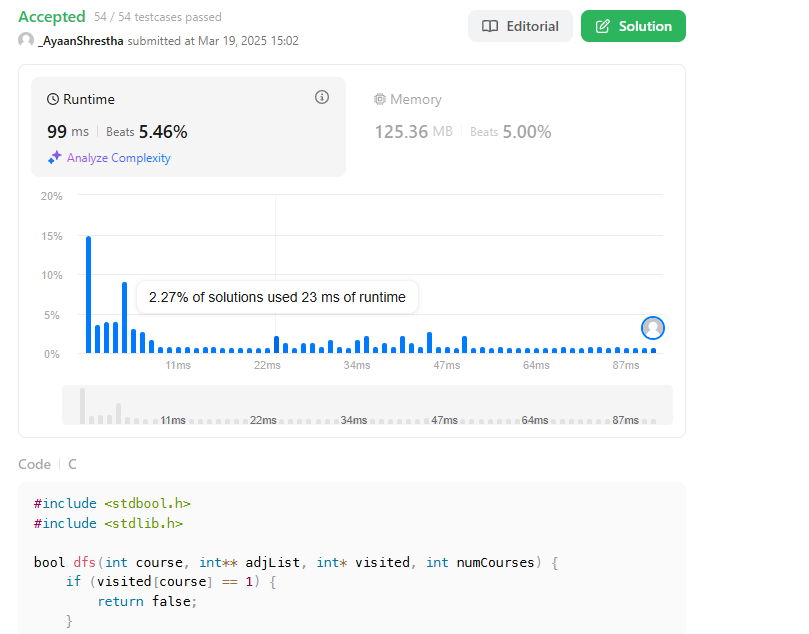 Accepted 54 / 54 testcases passed
_AyaanShrestha submitted at Mar 19, 2025 15:02
Editorial
Solution
Runtime
99 ms | Beats 5.46%
Analyze Complexity
Memory
125.36 MB | Beats 5.00%
20%
15%
10%
5%
0%
2.27% of solutions used 23 ms of runtime
11ms 22ms 34ms 47ms 64ms 87ms
11ms 22ms 34ms 47ms 64ms 87ms
Code | C
#include <stdbool.h>
#include <stdlib.h>
bool dfs(int course, int** adjList, int* visited, int numCourses) {
    if (visited[course] == 1) {
        return false;
    }